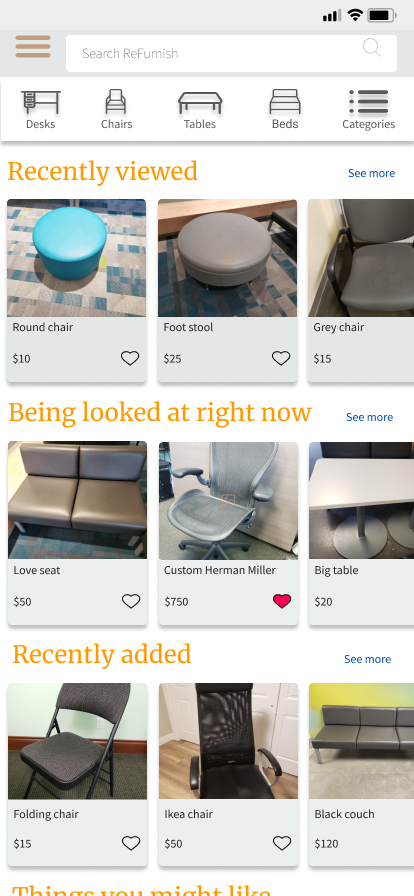 Search ReFurnish
Desks Chairs Tables Beds Categories
Recently viewed See more
Round chair Foot stool Grey chair
$10 $25 $15
Being looked at right now See more
Love seat Custom Herman Miller Big table
$50 $750 $20
Recently added See more
Folding chair Ikea chair Black couch
$15 $50 $120
Things you might like